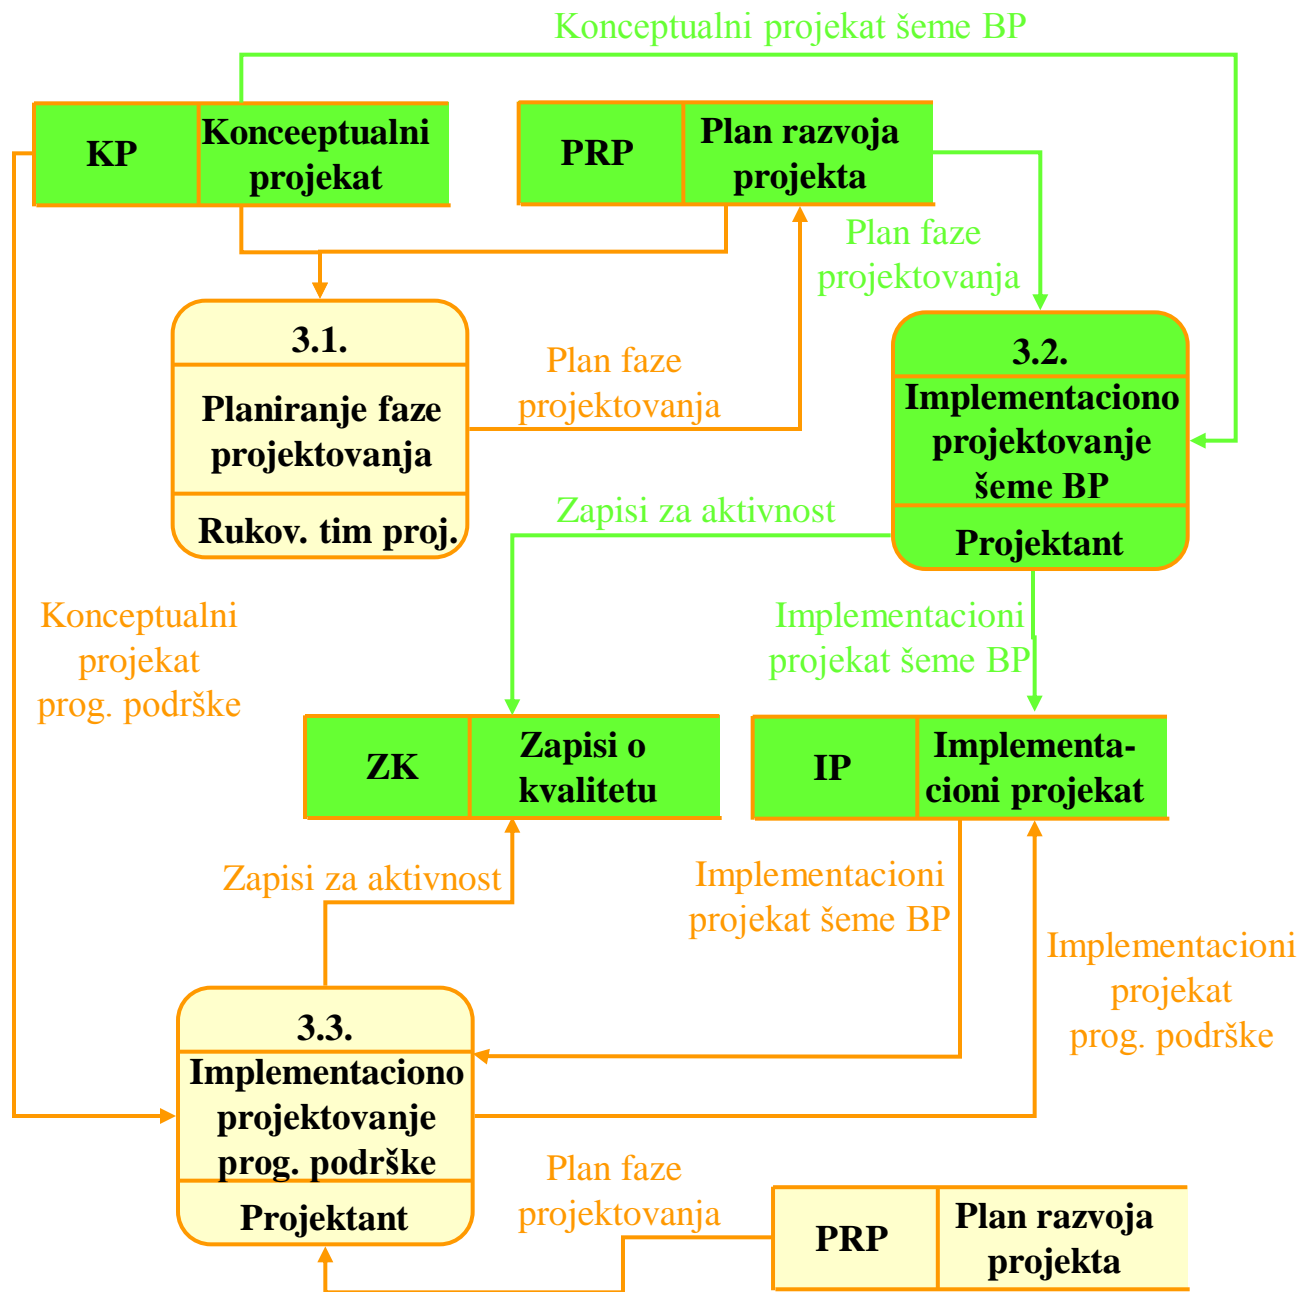 Konceptualni projekat šeme BP
KP
Konceeptualni
projekat
PRP
Plan razvoja
projekta
Plan faze
projektovanja
3.1.
Planiranje faze
projektovanja
Rukov. tim proj.
Plan faze
projektovanja
3.2.
Implementaciono
projektovanje
šeme BP
Projektant
Zapisi za aktivnost
Konceptualni
projekat
prog. podrške
Implementacioni
projekat šeme BP
ZK
Zapisi o
kvalitetu
IP
Implementa-
cioni projekat
Zapisi za aktivnost
Implementacioni
projekat šeme BP
Implementacioni
projekat
prog. podrške
3.3.
Implementaciono
projektovanje
prog. podrške
Projektant
Plan faze
projektovanja
PRP
Plan razvoja
projekta